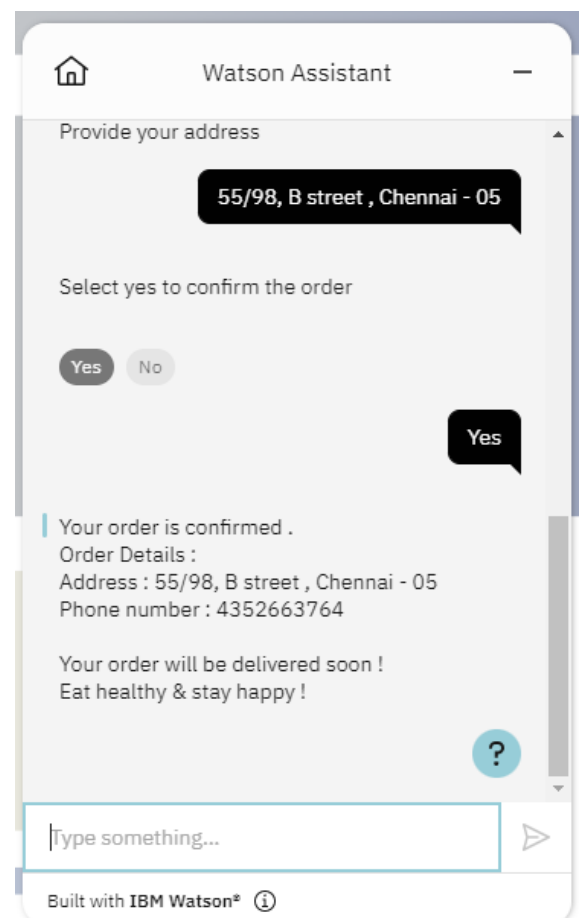 Watson Assistant
Provide your address
55/98, B street , Chennai - 05
Select yes to confirm the order
Yes
No
Yes
Your order is confirmed .
Order Details :
Address : 55/98, B street , Chennai - 05
Phone number : 4352663764
Your order will be delivered soon !
Eat healthy & stay happy !
?
Type something...
Built with IBM Watson®